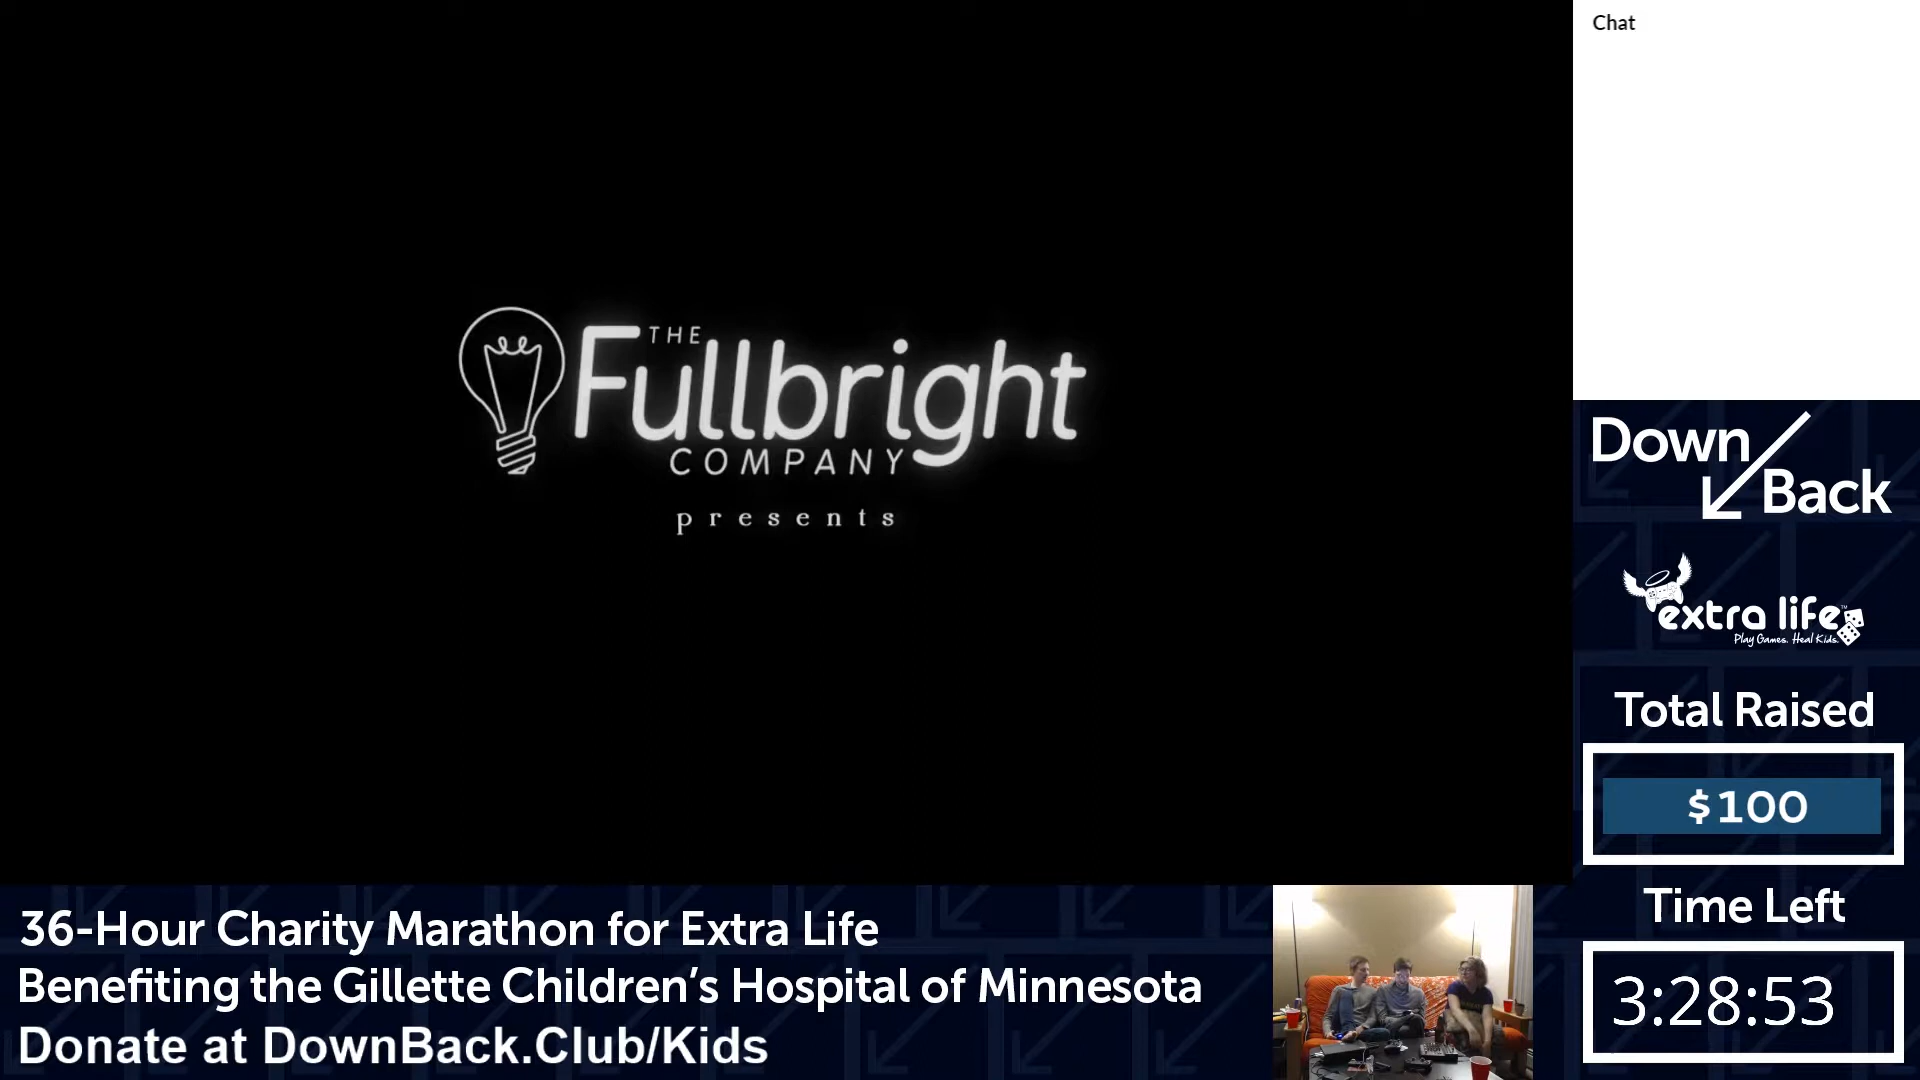 THE
Fullbright
COMPANY
presents
Chat
Down
Back
extra life™
Play Games. Heal Kids.
Total Raised
$100
Time Left
3:28:53
36-Hour Charity Marathon for Extra Life
Benefiting the Gillette Children’s Hospital of Minnesota
Donate at DownBack.Club/Kids